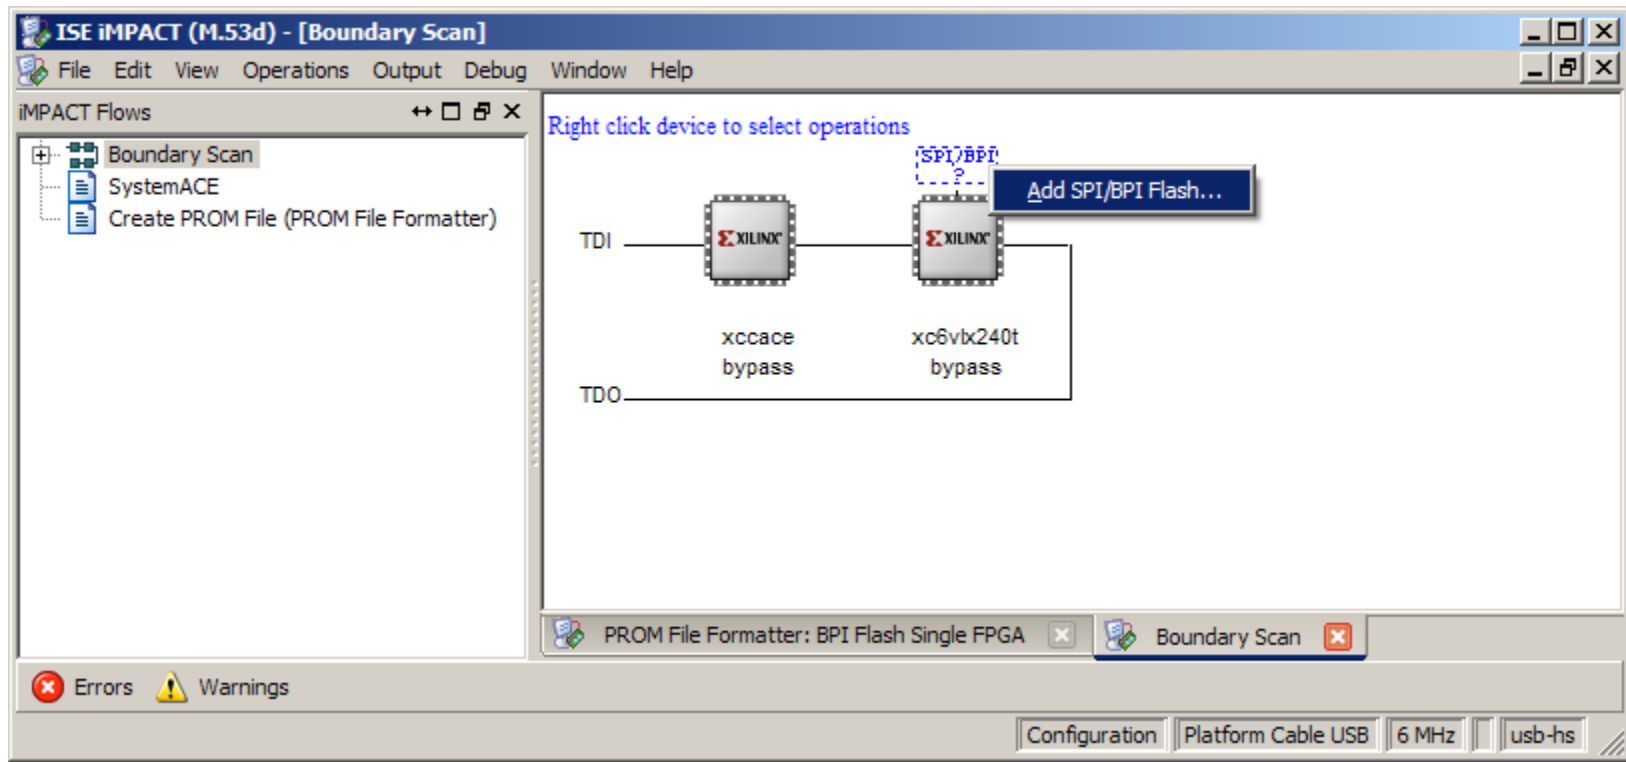 ISE iMPACT (M.53d) - [Boundary Scan]
File Edit View Operations Output Debug Window Help
iMPACT Flows
Boundary Scan
SystemACE
Create PROM File (PROM File Formatter)
Right click device to select operations
SPI/BPI
?
Add SPI/BPI Flash...
TDI
XILINX
XILINX
xccace
bypass
xc6vlx240t
bypass
TDO
PROM File Formatter: BPI Flash Single FPGA
Boundary Scan
Errors
Warnings
Configuration
Platform Cable USB
6 MHz
usb-hs